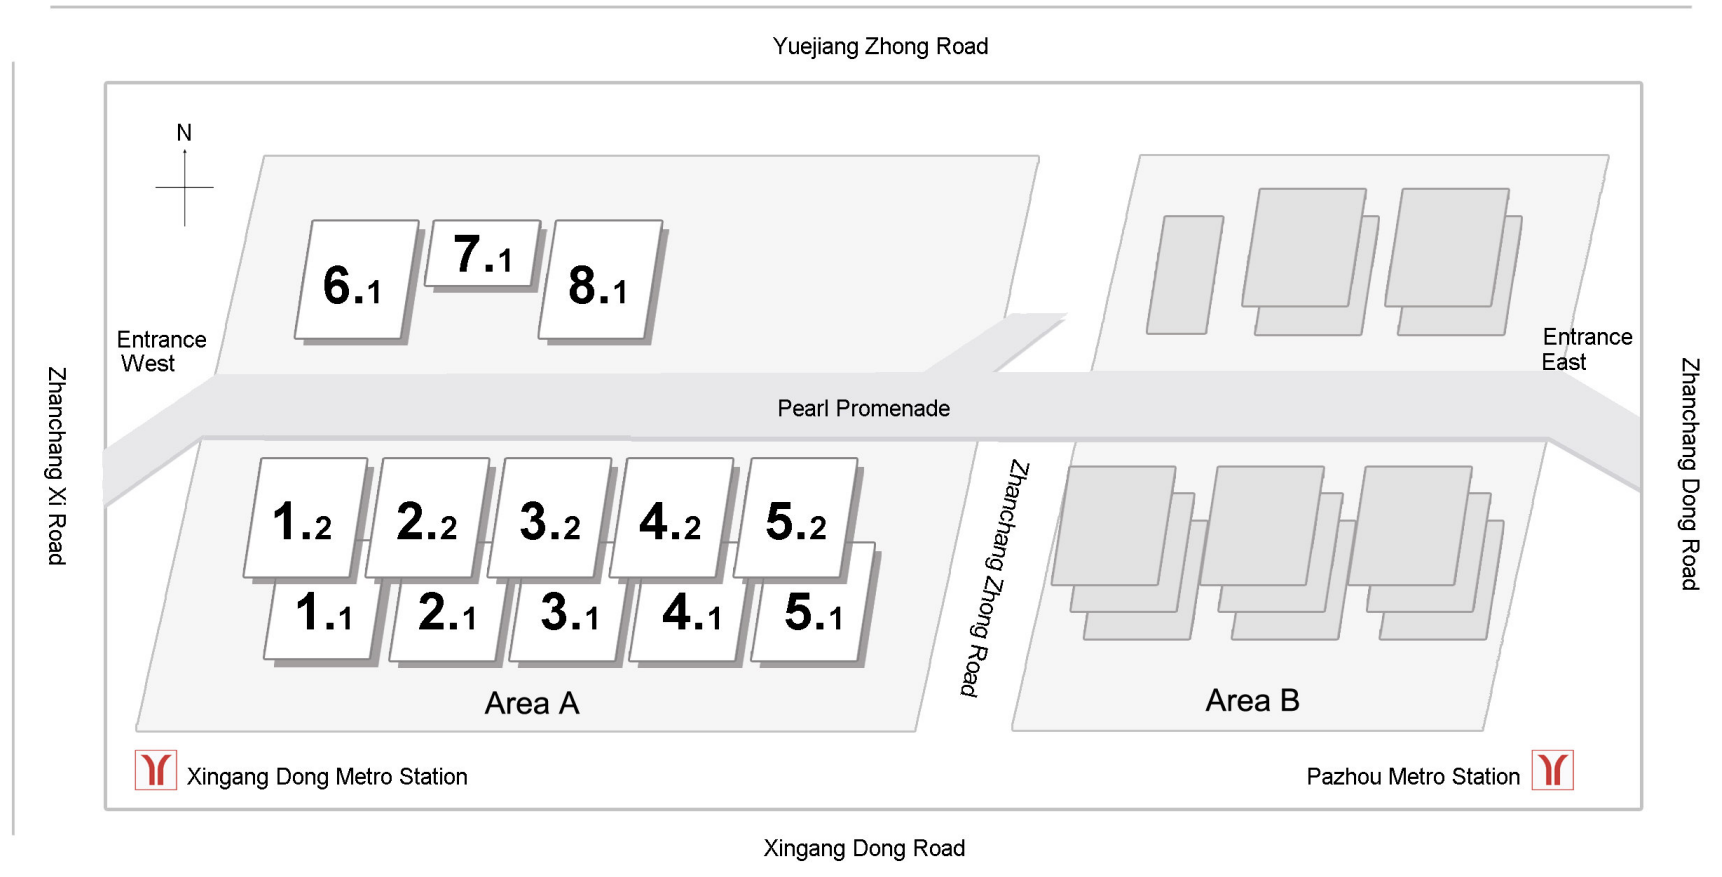 Yuejiang Zhong Road
N
6.1
7.1
8.1
Entrance
West
Entrance
East
Zhanchang Xi Road
Pearl Promenade
Zhanchang Dong Road
Zhanchang Zhong Road
1.2
2.2
3.2
4.2
5.2
1.1
2.1
3.1
4.1
5.1
Area A
Area B
Xingang Dong Metro Station
Pazhou Metro Station
Xingang Dong Road